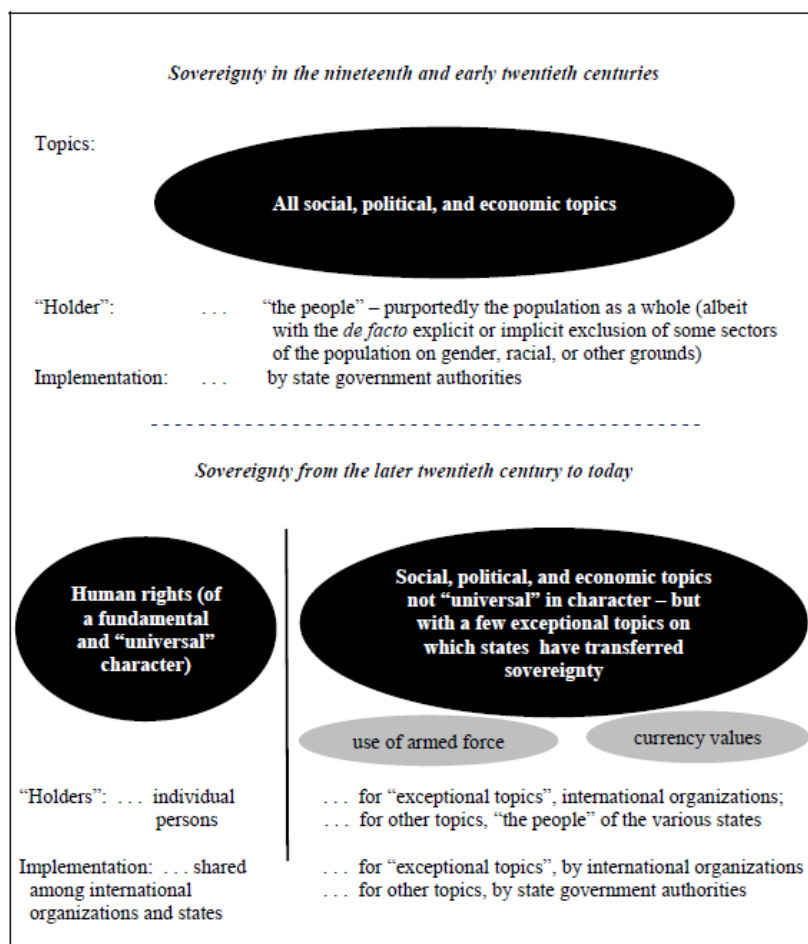 Sovereignty in the nineteenth and early twentieth centuries
Topics:
All social, political, and economic topics
“Holder”: . . . “the people” – purportedly the population as a whole (albeit
with the de facto explicit or implicit exclusion of some sectors
of the population on gender, racial, or other grounds)
Implementation: . . . by state government authorities
Sovereignty from the later twentieth century to today
Human rights (of
a fundamental
and “universal”
character)
Social, political, and economic topics
not “universal” in character – but
with a few exceptional topics on
which states have transferred
sovereignty
use of armed force
currency values
“Holders”: . . . individual
persons
. . . for “exceptional topics”, international organizations;
. . . for other topics, “the people” of the various states
Implementation: . . . shared
among international
organizations and states
. . . for “exceptional topics”, by international organizations
. . . for other topics, by state government authorities